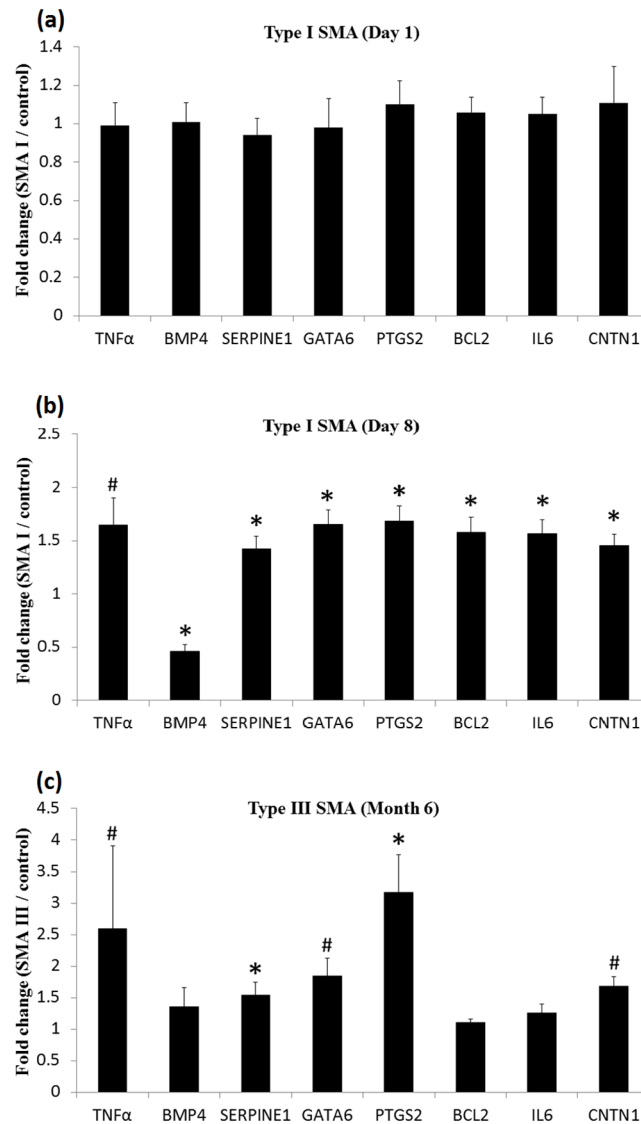 (a)
Type I SMA (Day 1)
Fold change (SMA I / control)
1.4
1.2
1
0.8
0.6
0.4
0.2
0
TNFα BMP4 SERPINE1 GATA6 PTGS2 BCL2 IL6 CNTN1
(b)
Type I SMA (Day 8)
Fold change (SMA I / control)
2.5
2
1.5
1
0.5
0
# * * * * * * *
TNFα BMP4 SERPINE1 GATA6 PTGS2 BCL2 IL6 CNTN1
(c)
Type III SMA (Month 6)
Fold change (SMA III / control)
4.5
4
3.5
3
2.5
2
1.5
1
0.5
0
# * # * #
TNFα BMP4 SERPINE1 GATA6 PTGS2 BCL2 IL6 CNTN1